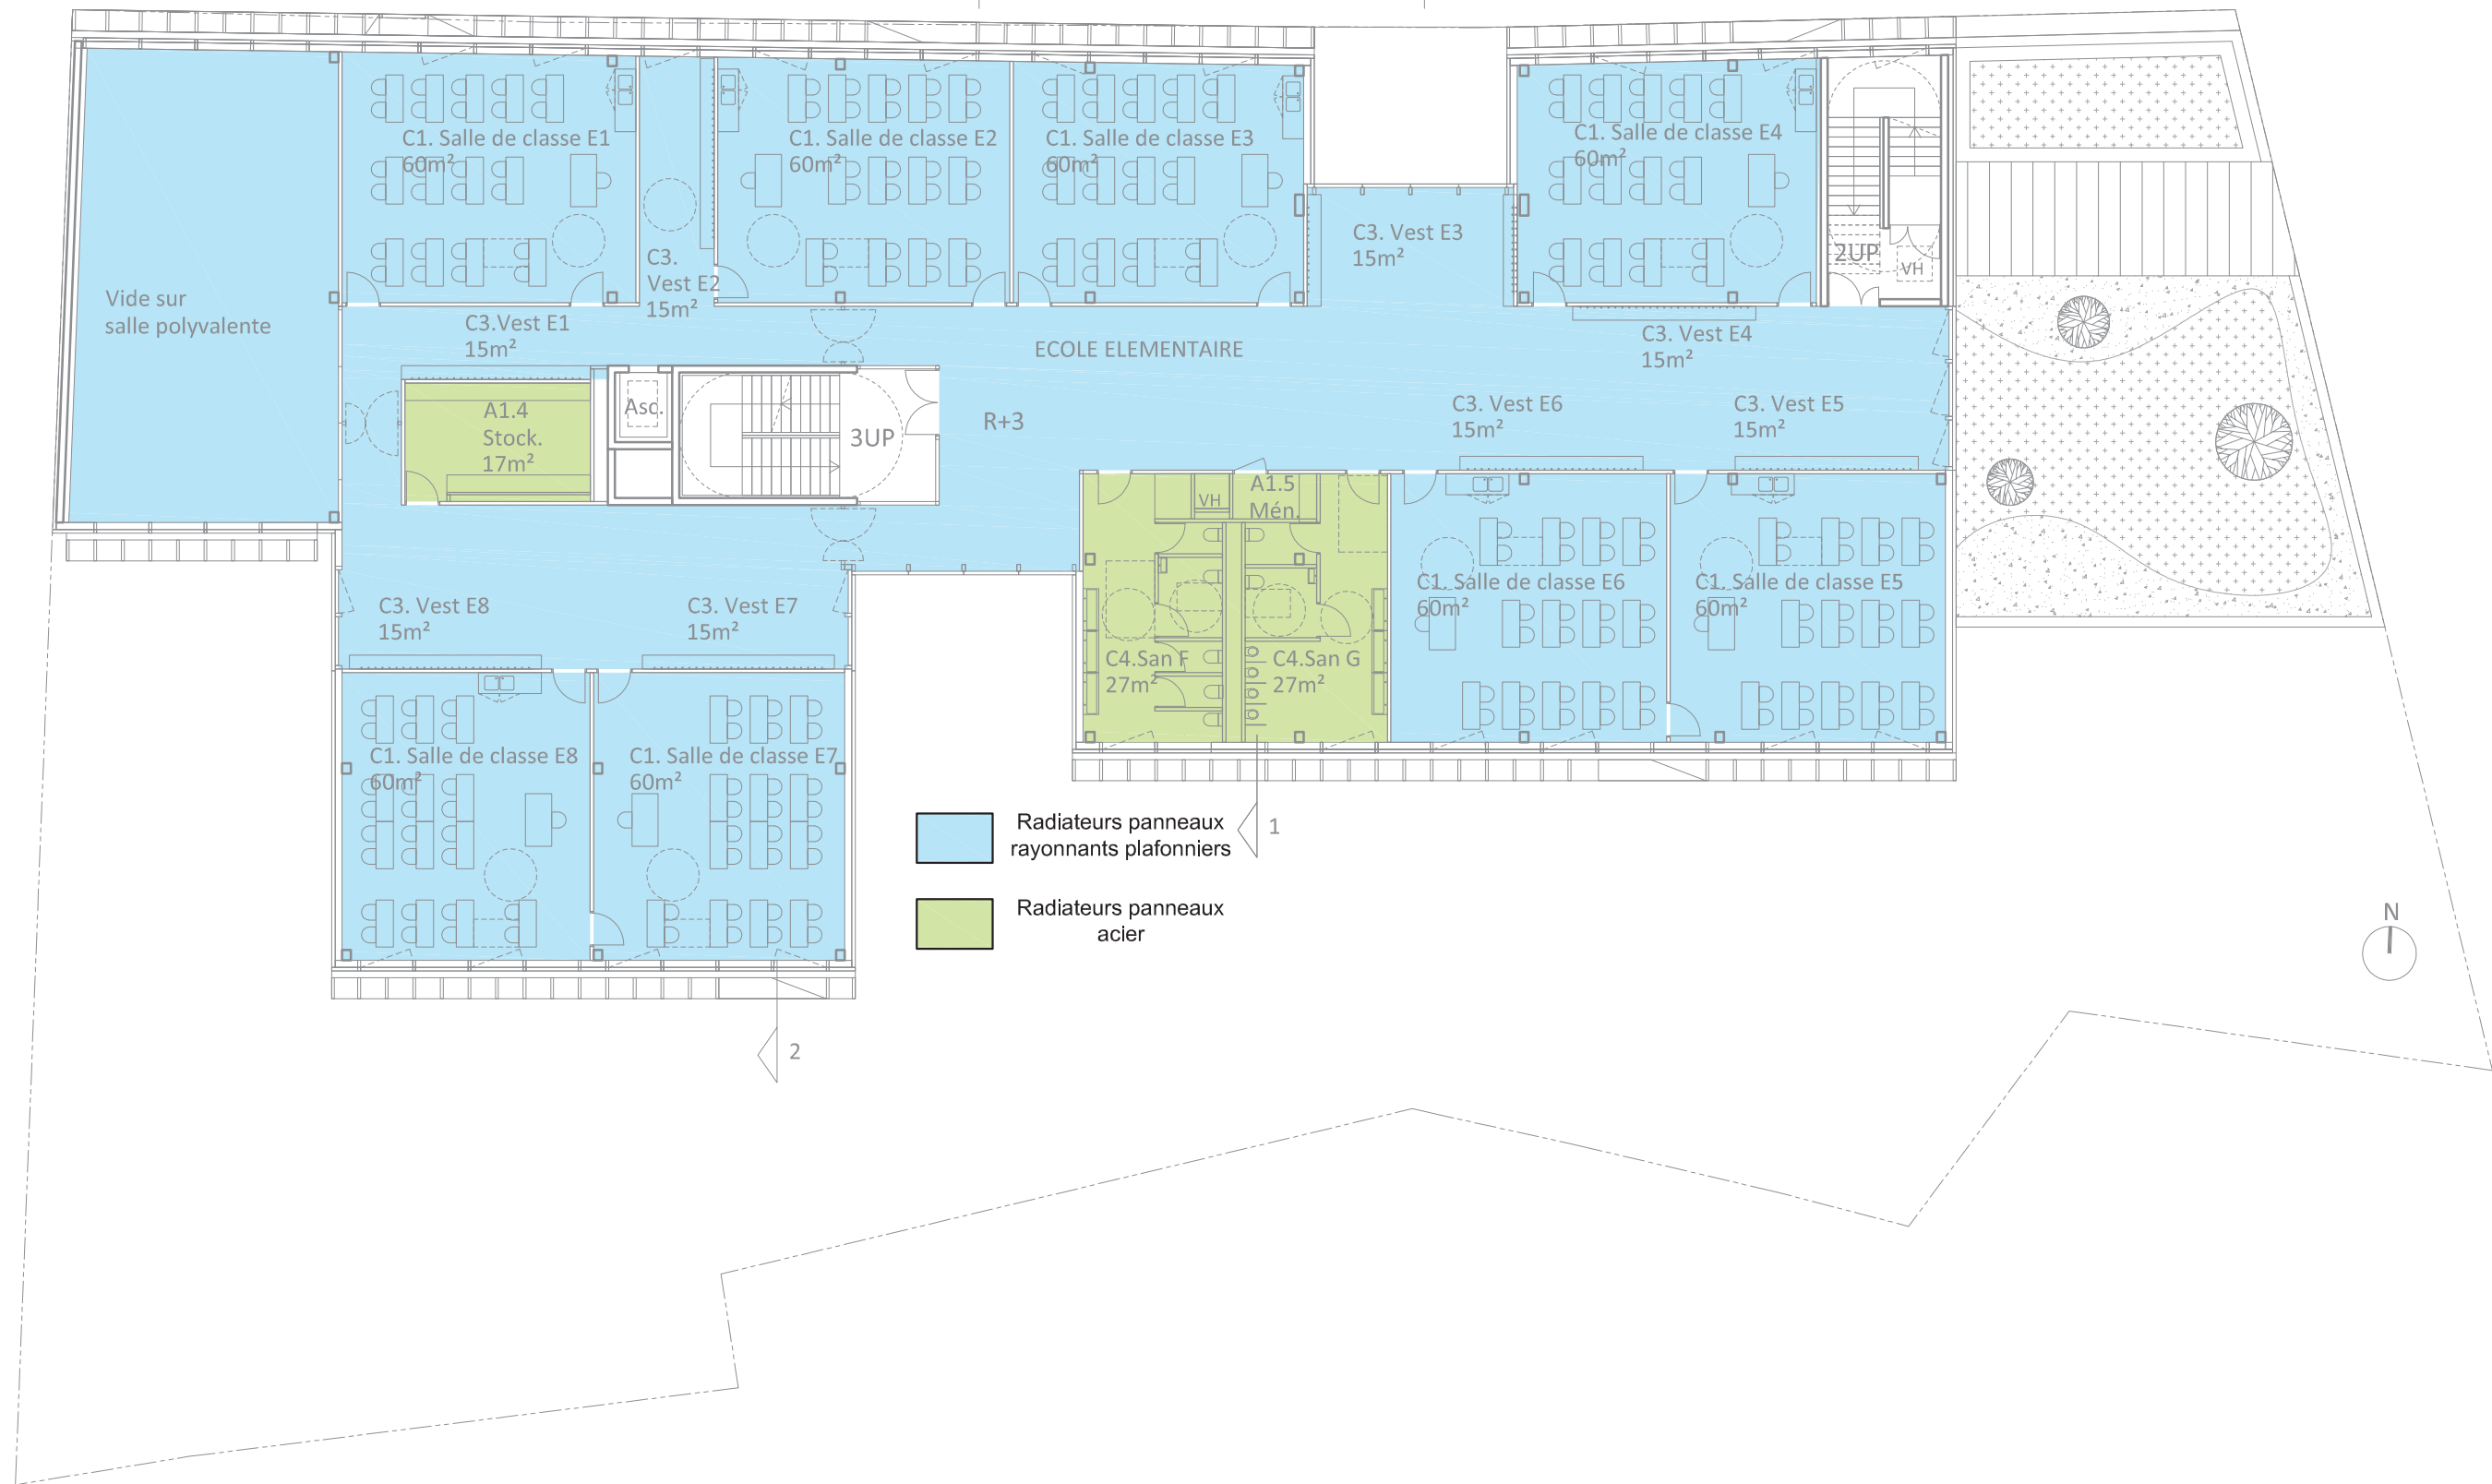 C1. Salle de classe E1
60m²
C1. Salle de classe E2
60m²
C1. Salle de classe E3
60m²
C1. Salle de classe E4
60m²
C3.
Vest E2
15m²
C3. Vest E3
15m²
2UP
VH
Vide sur
salle polyvalente
C3.Vest E1
15m²
ECOLE ELEMENTAIRE
C3. Vest E4
15m²
A1.4
Stock.
17m²
Asc.
3UP
R+3
C3. Vest E6
15m²
C3. Vest E5
15m²
VH
A1.5
Mén.
C3. Vest E8
15m²
C3. Vest E7
15m²
C4.San F
27m²
C4.San G
27m²
C1. Salle de classe E6
60m²
C1. Salle de classe E5
60m²
C1. Salle de classe E8
60m²
C1. Salle de classe E7
60m²
Radiateurs panneaux
rayonnants plafonniers
1
Radiateurs panneaux
acier
N
2